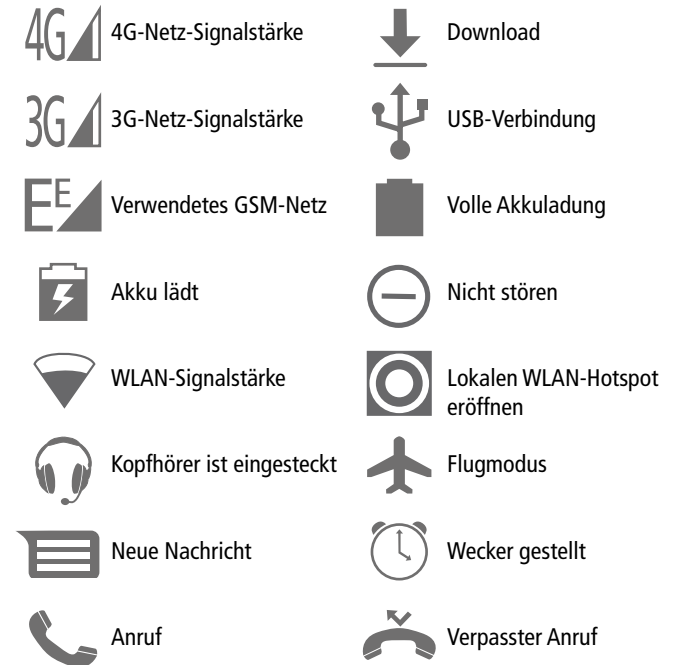 4G 4G-Netz-Signalstärke
Download
3G 3G-Netz-Signalstärke
USB-Verbindung
EE Verwendetes GSM-Netz
Volle Akkuladung
Akku lädt
Nicht stören
WLAN-Signalstärke
Lokalen WLAN-Hotspot
eröffnen
Kopfhörer ist eingesteckt
Flugmodus
Neue Nachricht
Wecker gestellt
Anruf
Verpasster Anruf